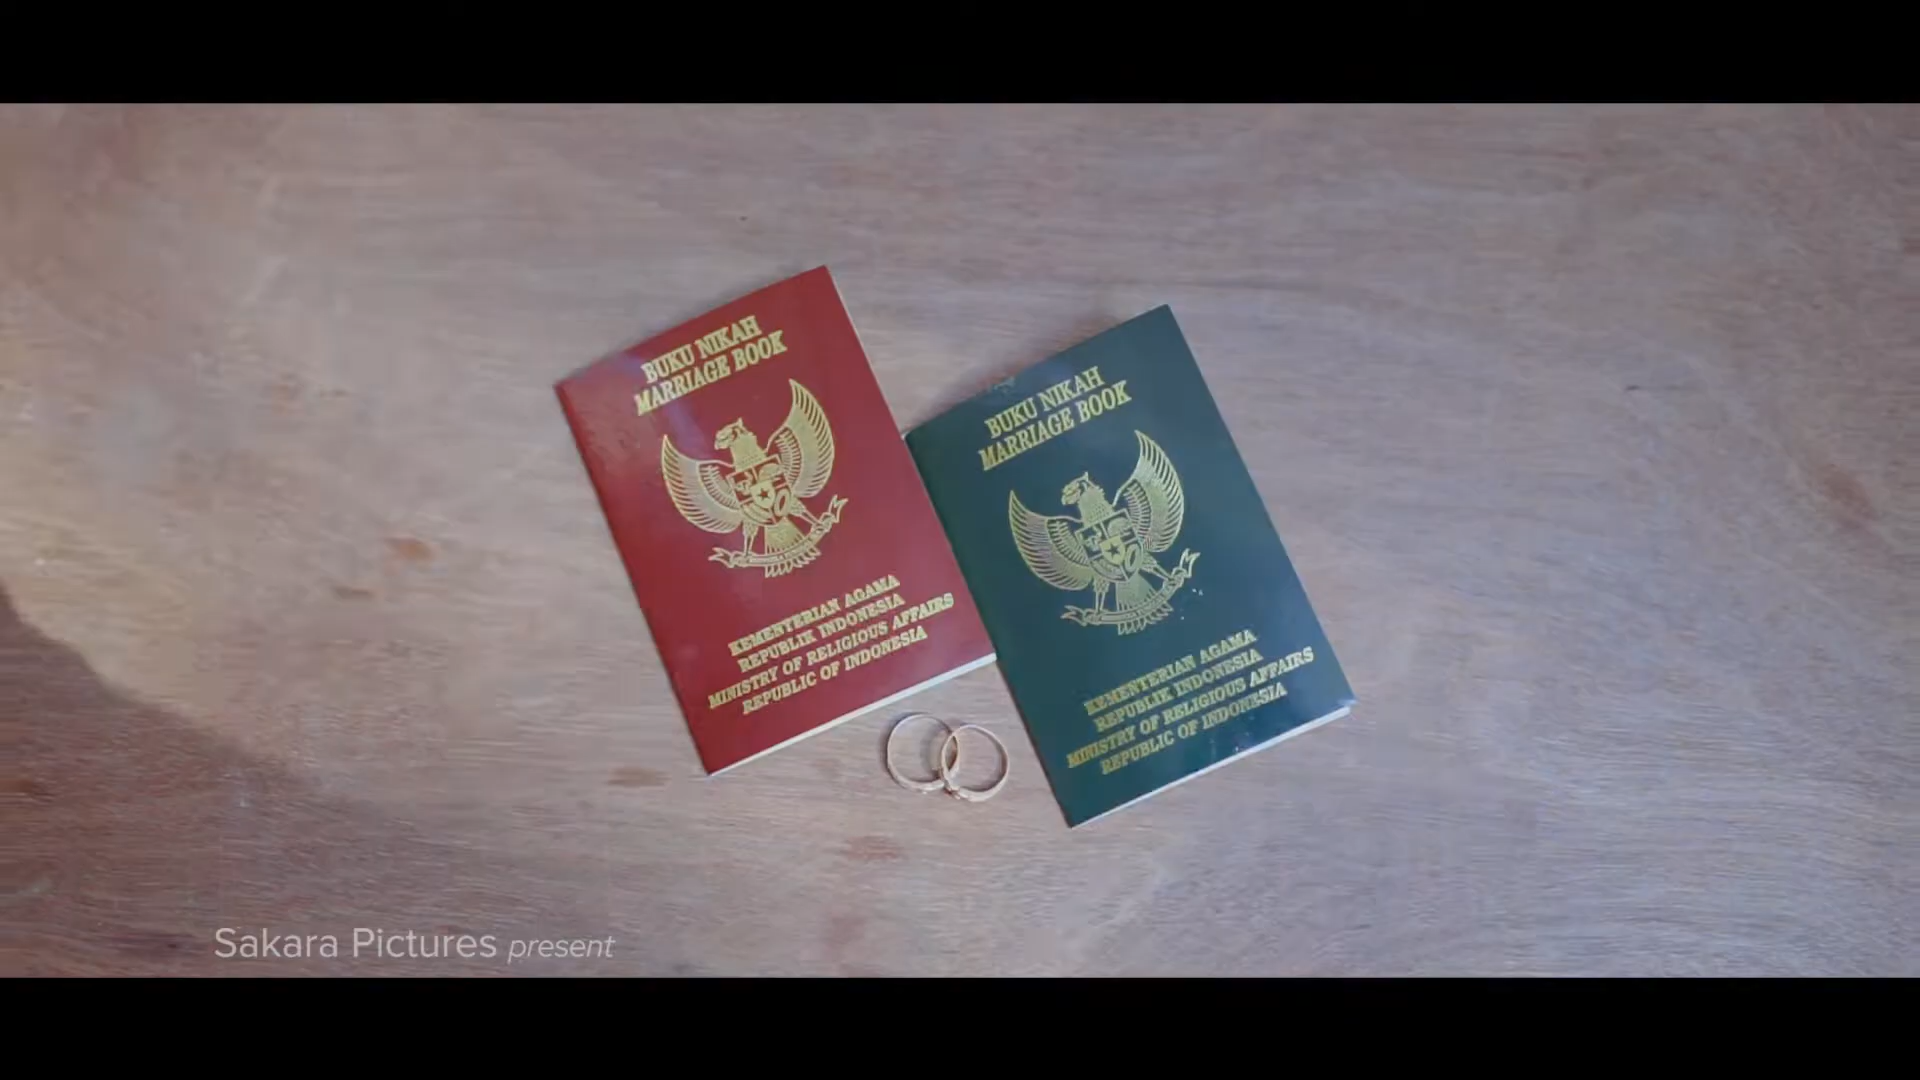 BUKU NIKAH
MARRIAGE BOOK
KEMENTERIAN AGAMA
REPUBLIK INDONESIA
MINISTRY OF RELIGIOUS AFFAIRS
REPUBLIC OF INDONESIA
BUKU NIKAH
MARRIAGE BOOK
KEMENTERIAN AGAMA
REPUBLIK INDONESIA
MINISTRY OF RELIGIOUS AFFAIRS
REPUBLIC OF INDONESIA
Sakara Pictures present